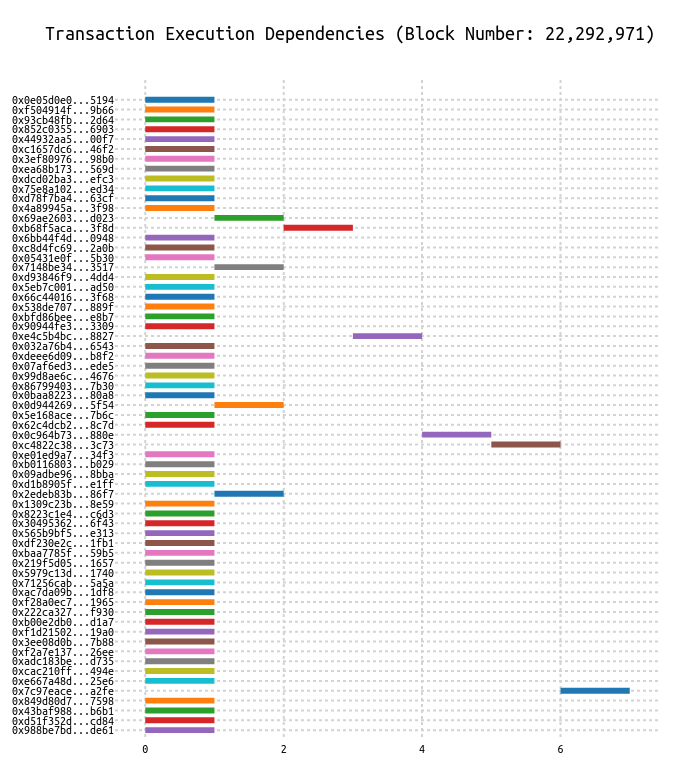 Transaction Execution Dependencies (Block Number: 22,292,971)
0x0e05d0e0...5194
0xf504914f...9b66
0x93cb48fb...2d64
0x852c0355...6903
0x44932aa5...00f7
0xc1657dc6...46f2
0x3ef80976...98b0
0xea68b173...569d
0xdcd02ba3...efc3
0x75e8a102...ed34
0xd78f7ba4...63cf
0x4a89945a...3f98
0x69ae2603...d023
0xb68f5aca...3f8d
0x6bb44f4d...0948
0xc8d4fc69...2a0b
0x05431e0f...5b30
0x7148be34...3517
0xd93846f9...4dd4
0x5eb7c001...ad50
0x66c44016...3f68
0x538de707...889f
0xbfd86bee...e8b7
0x90944fe3...3309
0xe4c5b4bc...8827
0x032a76b4...6543
0xdeee6d09...b8f2
0x07af6ed3...ede5
0x99d8ae6c...4676
0x86799403...7b30
0x0baa8223...80a8
0x0d944269...5f54
0x5e168ace...7b6c
0x62c4dcb2...8c7d
0x0c964b73...880e
0xc4822c38...3c73
0xe01ed9a7...34f3
0xb0116803...b029
0x09adbe96...8bba
0xd1b8905f...e1ff
0x2edeb83b...86f7
0x1309c23b...8e59
0x8223c1e4...c6d3
0x30495362...6f43
0x565b9bf5...e313
0xdf230e2c...1fb1
0xbaa7785f...59b5
0x219f5d05...1657
0x5979c13d...1740
0x71256cab...5a5a
0xac7da09b...1df8
0xf28a0ec7...1965
0x222ca327...f930
0xb00e2db0...d1a7
0xf1d21502...19a0
0x3ee08d0b...7b88
0xf2a7e137...26ee
0xadc183be...d735
0xcac210ff...494e
0xe667a48d...25e6
0x7c97eace...a2fe
0x849d80d7...7598
0x43baf988...b6b1
0xd51f352d...cd84
0x988be7bd...de61
0 2 4 6